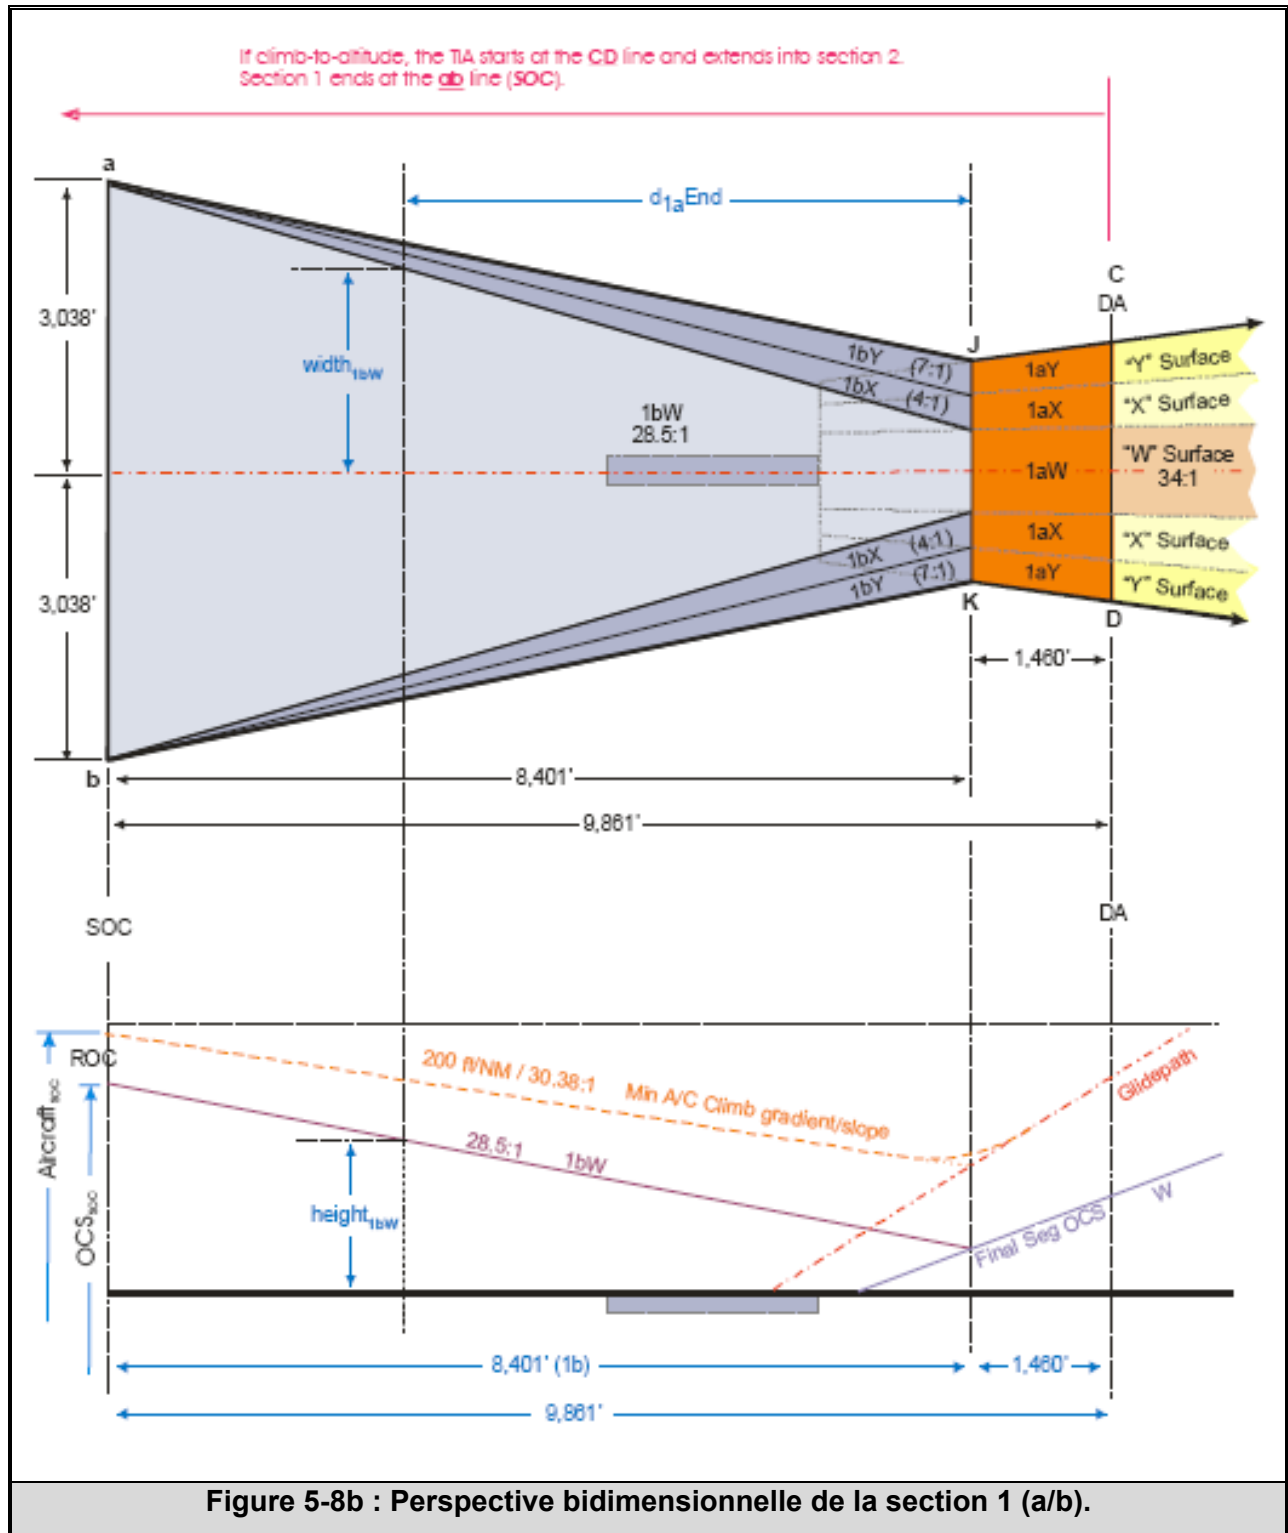 If climb-to-altitude, the TIA starts at the CD line and extends into section 2.
Section 1 ends at the ab line (SOC).
a
d1aEnd
C
DA
3,038'
width1bW
J
1bY (7:1)
1bX (4:1)
1aY
"Y" Surface
1aX
"X" Surface
1bW
28.5:1
1aW
"W" Surface
34:1
1bX (4:1)
1bY (7:1)
1aX
"X" Surface
1aY
"Y" Surface
3,038'
K
D
1,460'
b
8,401'
9,861'
SOC
DA
ROC
AircraftSOC
OCSSOC
200 ft/NM / 30.38:1 Min A/C Climb gradient/slope
Glidepath
28.5:1 1bW
height1bW
Final Seg OCS
W
8,401' (1b)
1,460'
9,861'
Figure 5-8b : Perspective bidimensionnelle de la section 1 (a/b).